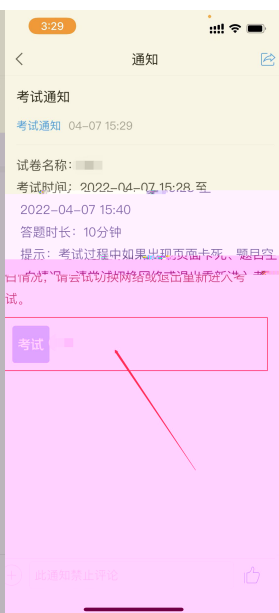 3:29
通知
考试通知
考试通知 04-07 15:29
试卷名称:
考试时间: 2022-04-07 15:28 至
2022-04-07 15:40
答题时长: 10分钟
提示: 考试过程中如果出现页面卡死、题目空
白情况, 请尝试切换网络或退出重新进入考
试。
考试
此通知禁止评论